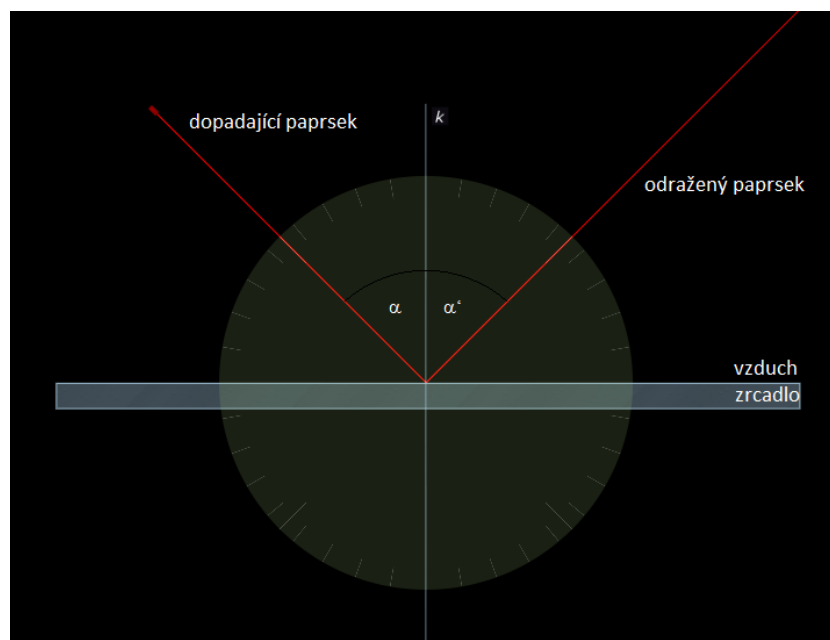 k
dopadající paprsek
odražený paprsek
α
α‘
vzduch
zrcadlo